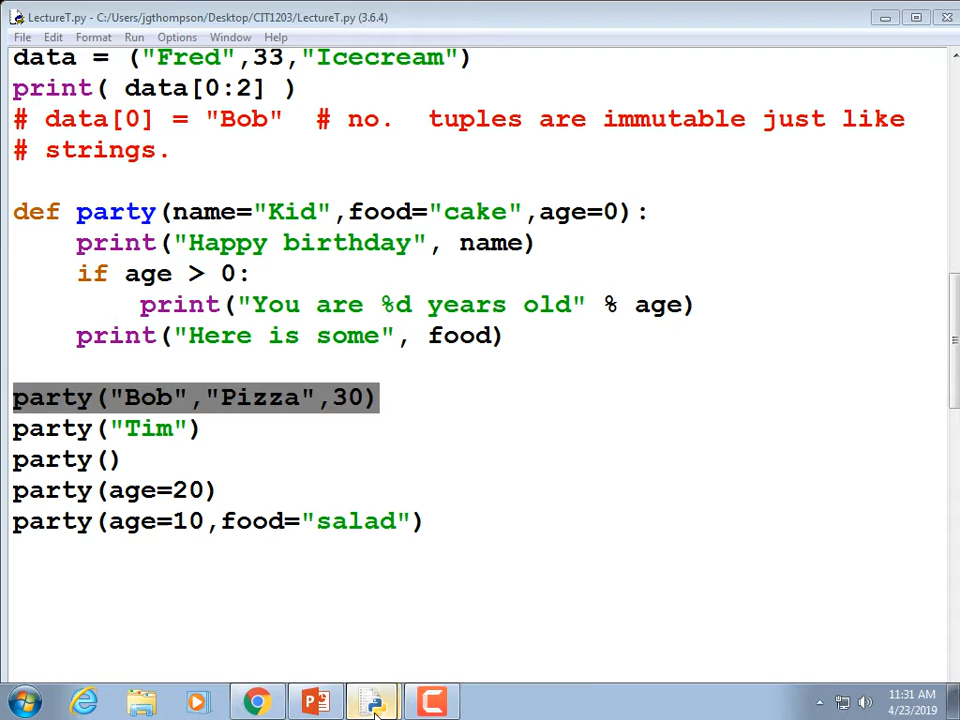 LectureT.py - C:/Users/jgthompson/Desktop/CIT1203/LectureT.py (3.6.4)
File Edit Format Run Options Window Help
data = ("Fred",33,"Icecream")
print( data[0:2] )
# data[0] = "Bob"  # no.  tuples are immutable just like
# strings.
def party(name="Kid",food="cake",age=0):
    print("Happy birthday", name)
    if age > 0:
        print("You are %d years old" % age)
    print("Here is some", food)
party("Bob","Pizza",30)
party("Tim")
party()
party(age=20)
party(age=10,food="salad")
11:31 AM
4/23/2019